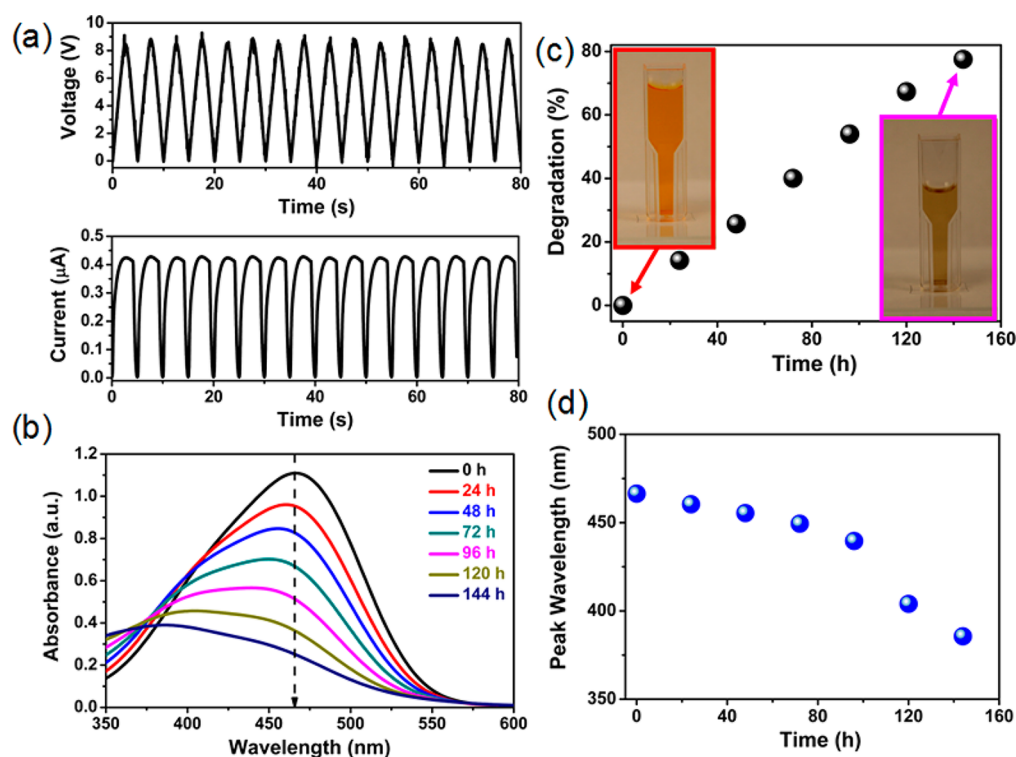 (a)
10
8
6
4
2
0
Voltage (V)
0 10 20 30 40 50 60 70 80
Time (s)
0.5
0.4
0.3
0.2
0.1
0.0
Current (μA)
0 20 40 60 80
Time (s)
(b)
1.2
1.0
0.8
0.6
0.4
0.2
0.0
Absorbance (a.u.)
0 h
24 h
48 h
72 h
96 h
120 h
144 h
350 400 450 500 550 600
Wavelength (nm)
(c)
80
60
40
20
0
Degradation (%)
0 40 80 120 160
Time (h)
(d)
500
450
400
350
Peak Wavelength (nm)
0 40 80 120 160
Time (h)